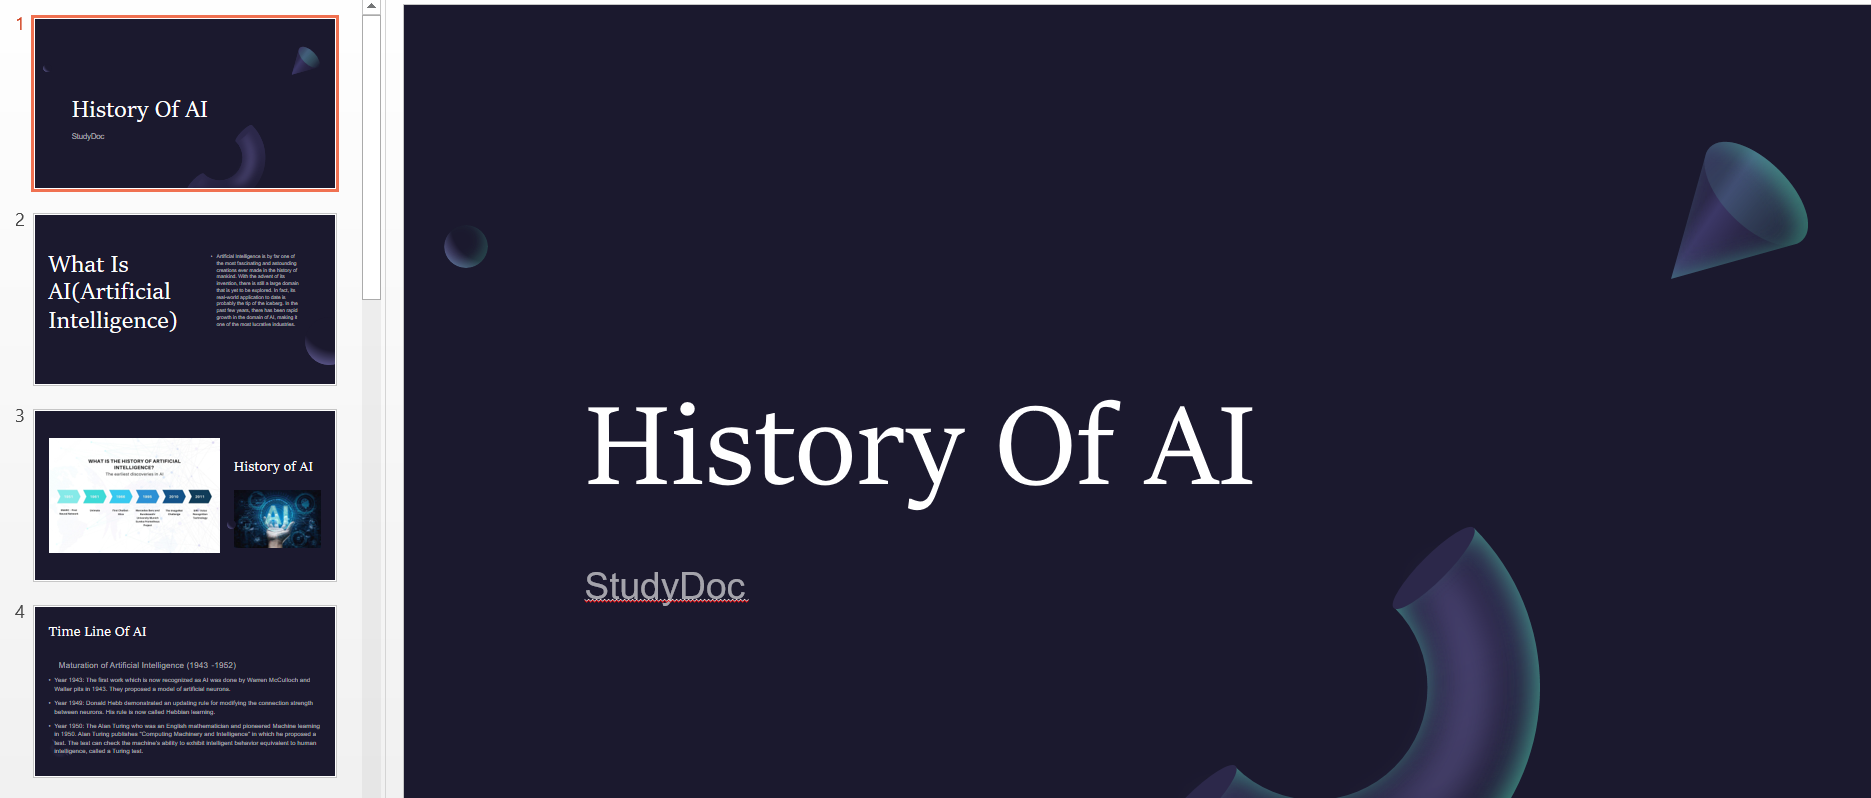 1
History Of AI
StudyDoc
2
What Is
AI(Artificial
Intelligence)
• Artificial Intelligence is by far one of
the most fascinating and astounding
creations ever made in the history of
mankind. With the advent of its
invention, there is still a large domain
that is yet to be explored. In fact, its
real-world application to date is
probably the tip of the iceberg. In the
past few years, there has been rapid
growth in the domain of AI, making it
one of the most lucrative industries.
3
WHAT IS THE HISTORY OF ARTIFICIAL
INTELLIGENCE?
The earliest discoveries in AI
History of AI
AI
4
Time Line Of AI
Maturation of Artificial Intelligence (1943 -1952)
• Year 1943: The first work which is now recognized as AI was done by Warren McCulloch and
Walter pits in 1943. They proposed a model of artificial neurons.
• Year 1949: Donald Hebb demonstrated an updating rule for modifying the connection strength
between neurons. His rule is now called Hebbian learning.
• Year 1950: The Alan Turing who was an English mathematician and pioneered Machine learning
in 1950. Alan Turing publishes "Computing Machinery and Intelligence" in which he proposed a
test. The test can check the machine's ability to exhibit intelligent behavior equivalent to human
intelligence, called a Turing test.
History Of AI
StudyDoc